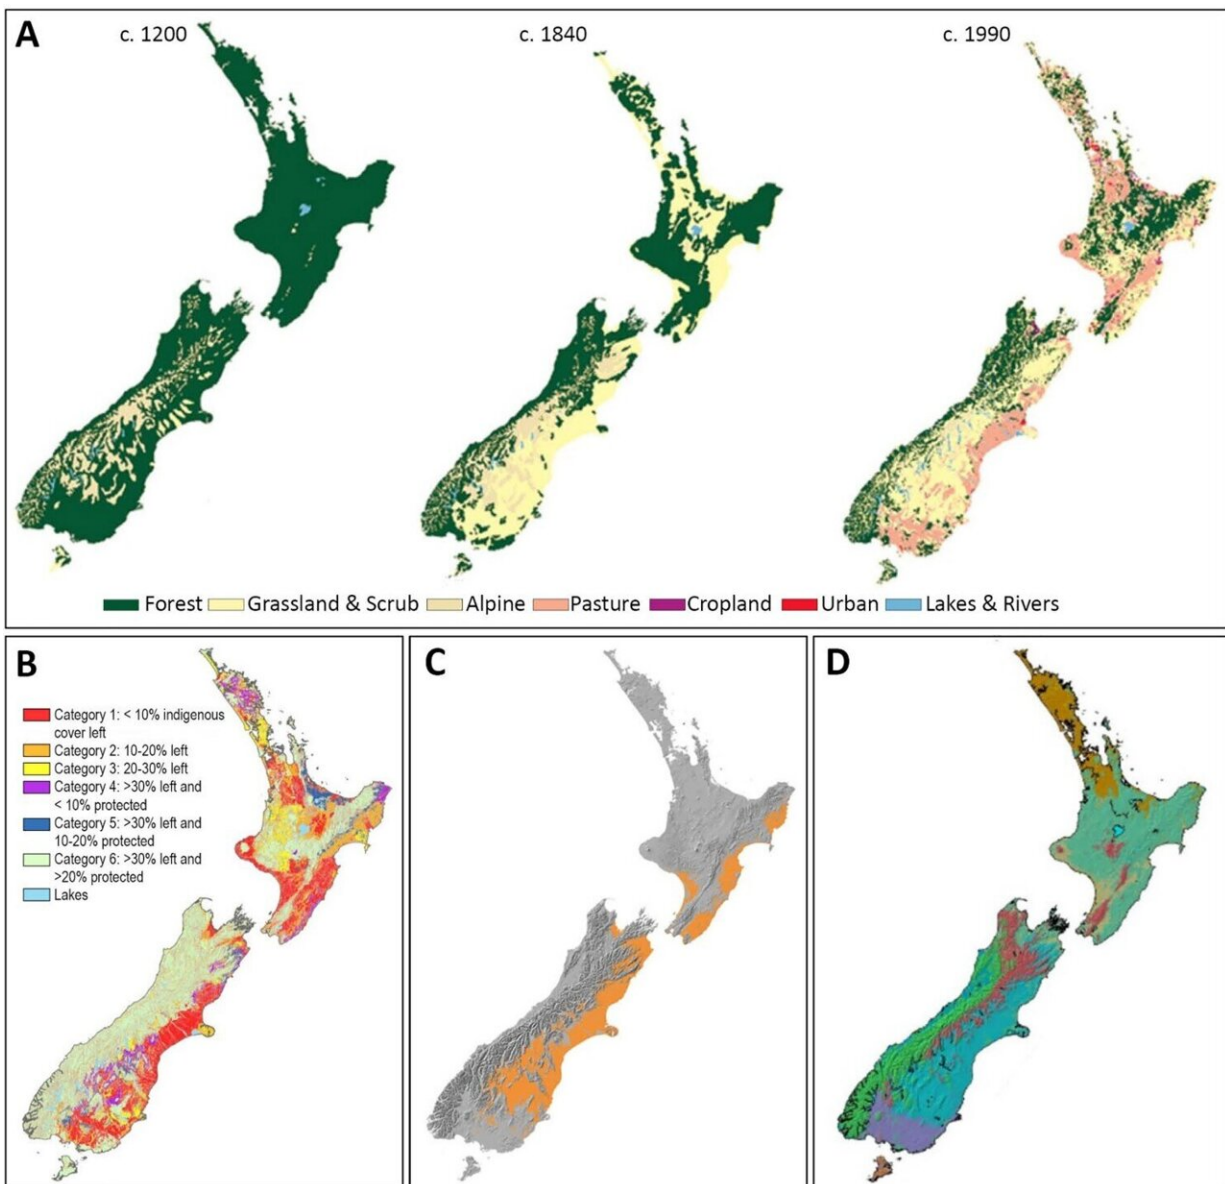 A
c. 1200
c. 1840
c. 1990
Forest Grassland & Scrub Alpine Pasture Cropland Urban Lakes & Rivers
B
Category 1: < 10% indigenous
cover left
Category 2: 10-20% left
Category 3: 20-30% left
Category 4: >30% left and
< 10% protected
Category 5: >30% left and
10-20% protected
Category 6: >30% left and
>20% protected
Lakes
C
D